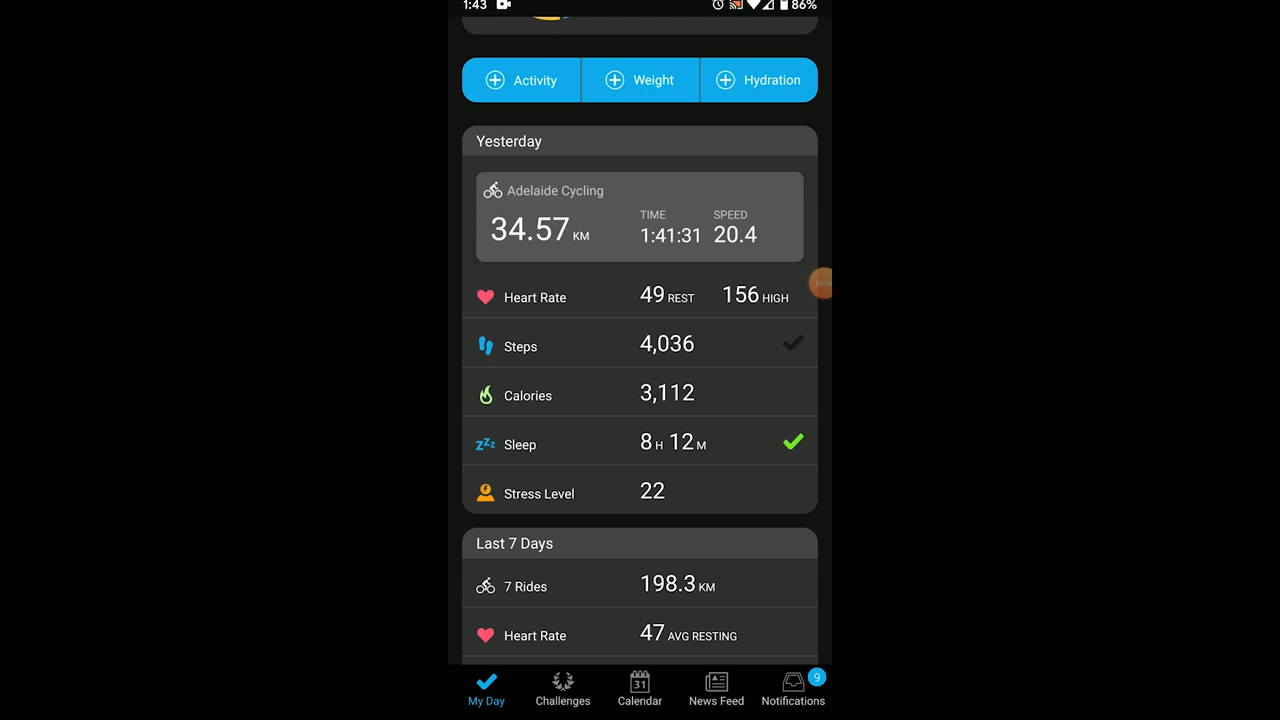 1:43 86%
Activity Weight Hydration
Yesterday
Adelaide Cycling
34.57 KM
TIME SPEED
1:41:31 20.4
Heart Rate 49 REST 156 HIGH
Steps 4,036
Calories 3,112
zzz Sleep 8 H 12 M
Stress Level 22
Last 7 Days
7 Rides 198.3 KM
Heart Rate 47 AVG RESTING
31 9
My Day Challenges Calendar News Feed Notifications